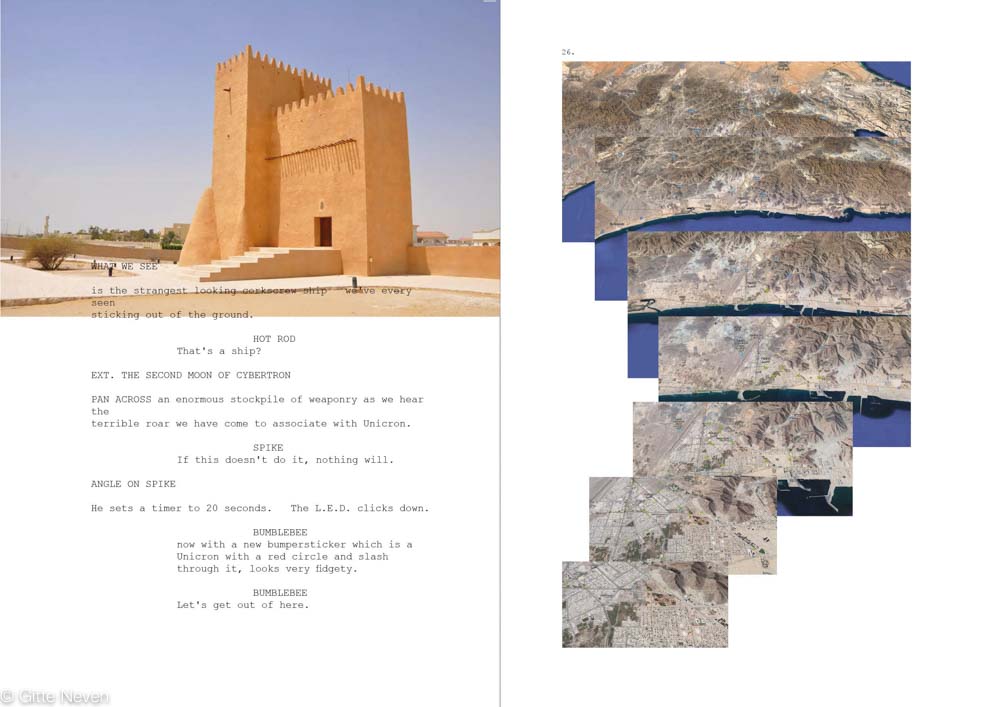 WHAT WE SEE
is the strangest looking corkscrew ship we've every
seen
sticking out of the ground.
HOT ROD
That's a ship?
EXT. THE SECOND MOON OF CYBERTRON
PAN ACROSS an enormous stockpile of weaponry as we hear
the
terrible roar we have come to associate with Unicron.
SPIKE
If this doesn't do it, nothing will.
ANGLE ON SPIKE
He sets a timer to 20 seconds. The L.E.D. clicks down.
BUMBLEBEE
now with a new bumpersticker which is a
Unicron with a red circle and slash
through it, looks very fidgety.
BUMBLEBEE
Let's get out of here.
© Gitte Neven
26.